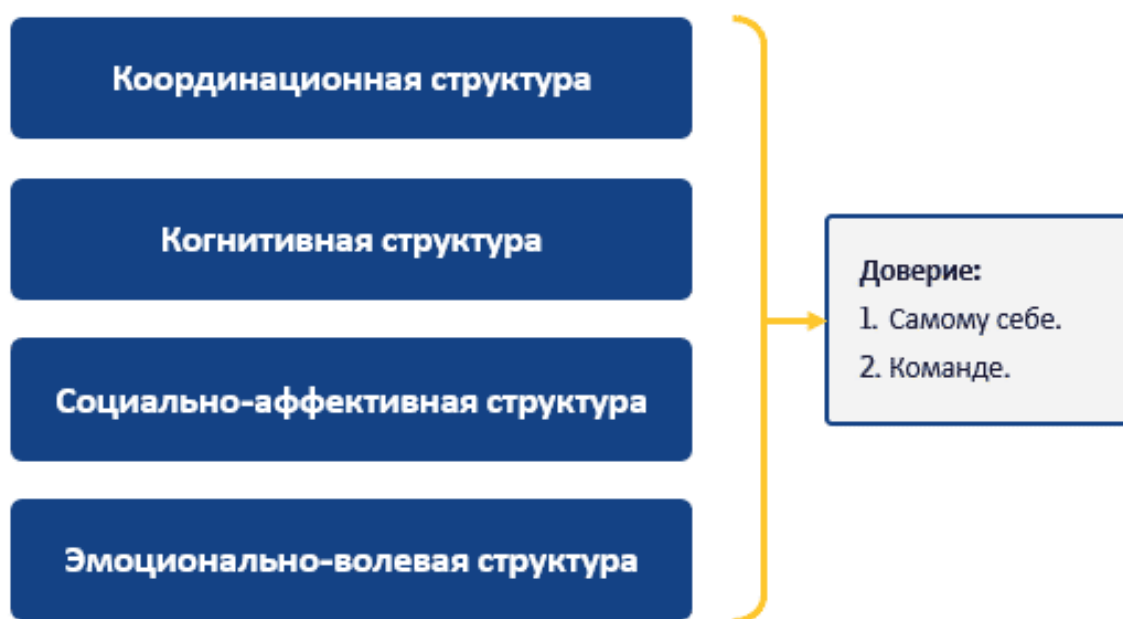 Координационная структура
Когнитивная структура
Социально-аффективная структура
Эмоционально-волевая структура
Доверие:
1. Самому себе.
2. Команде.